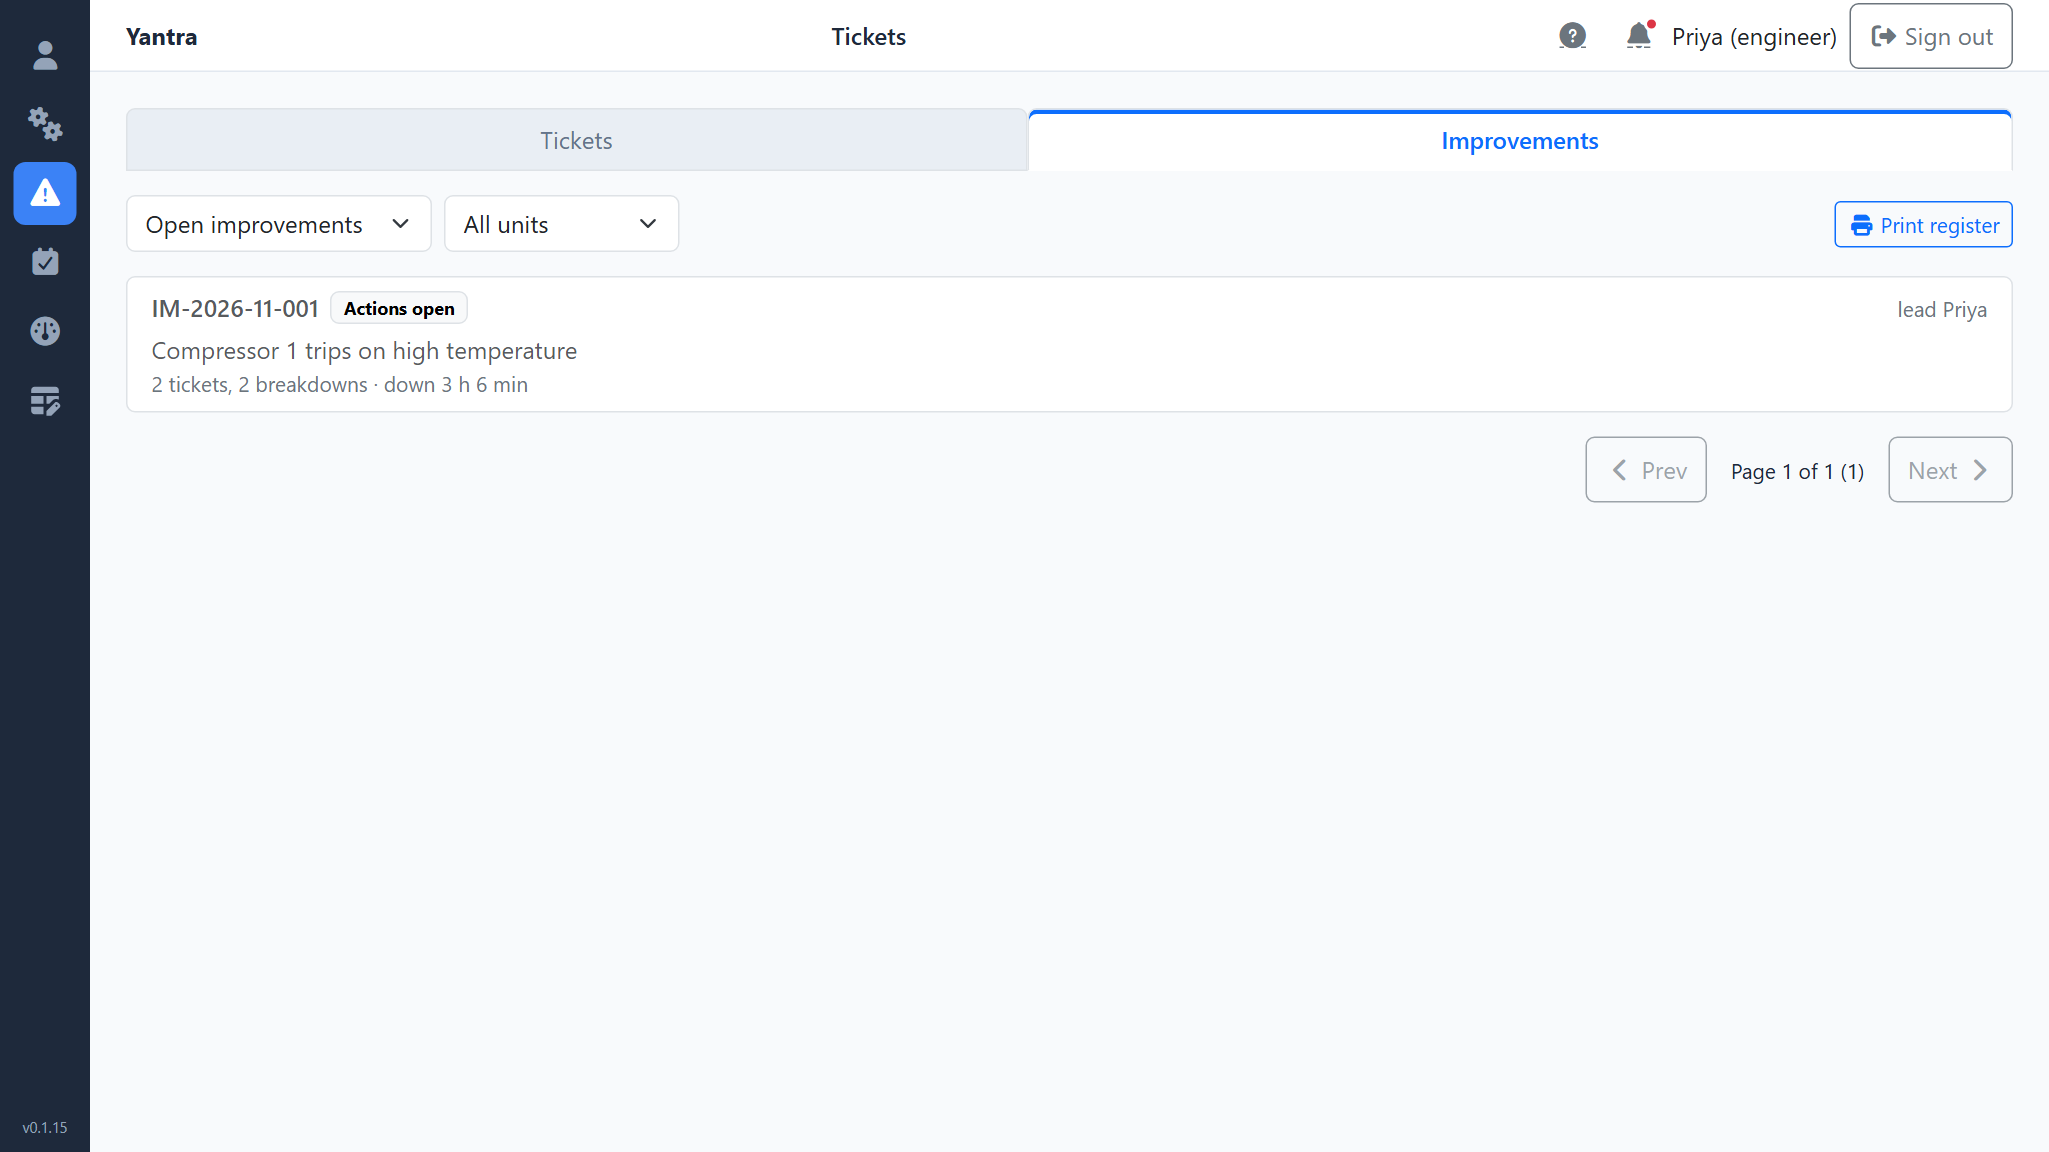 Yantra
Tickets
Priya (engineer)
Sign out
Tickets
Improvements
Open improvements
All units
Print register
IM-2026-11-001
Actions open
lead Priya
Compressor 1 trips on high temperature
2 tickets, 2 breakdowns · down 3 h 6 min
Prev
Page 1 of 1 (1)
Next
v0.1.15